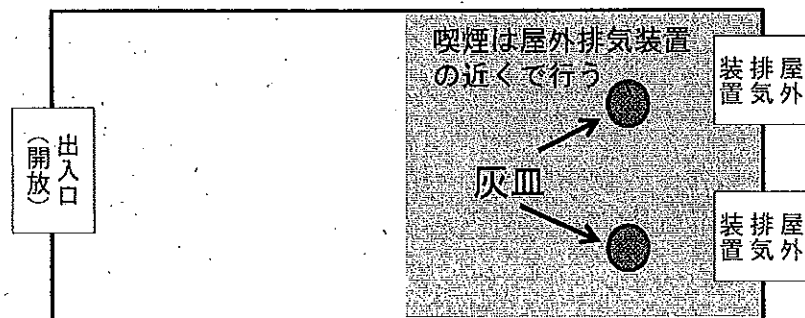 喫煙は屋外排気装置
の近くで行う
屋外
排気
装置
出入口
(開放)
灰皿
屋外
排気
装置